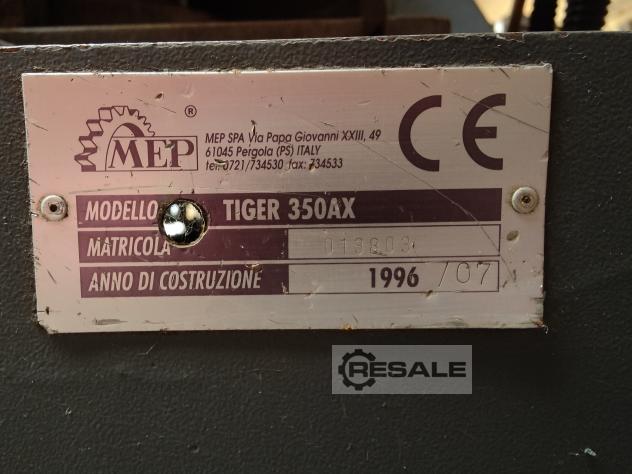 MEP ®
MEP SPA Via Papa Giovanni XXIII, 49
61045 Pergola (PS) ITALY
tel. 0721/734530 fax: 734533
CE
MODELLO TIGER 350AX
MATRICOLA 013803
ANNO DI COSTRUZIONE 1996 /07
RESALE